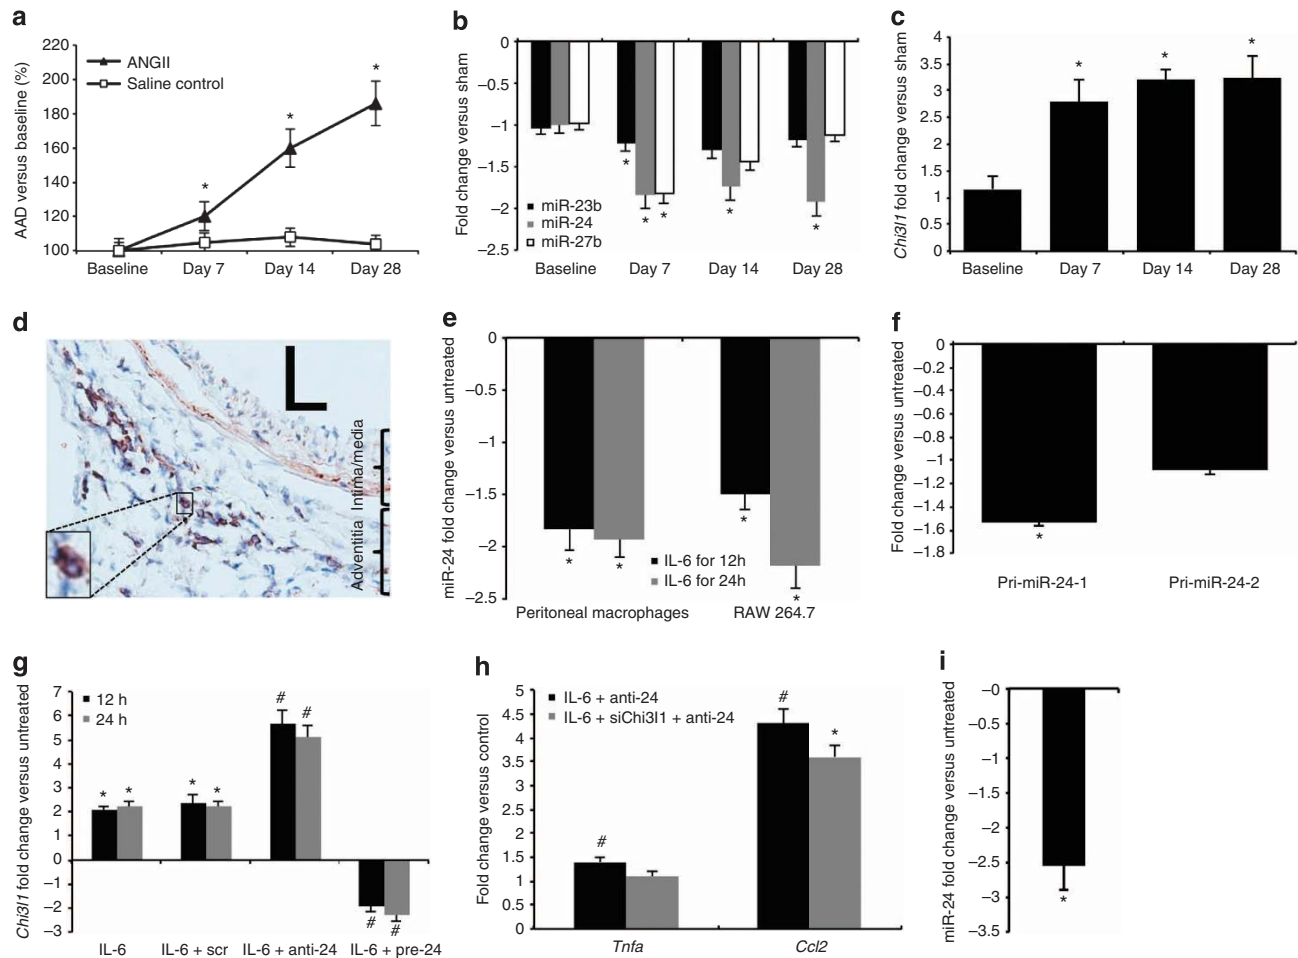 a
AAD versus baseline (%)
220
200
180
160
140
120
100
ANGII
Saline control
*
*
*
Baseline
Day 7
Day 14
Day 28
b
Fold change versus sham
0
–0.5
–1
–1.5
–2
–2.5
miR-23b
miR-24
miR-27b
*
* *
*
*
Baseline
Day 7
Day 14
Day 28
c
Chi3l1 fold change versus sham
4
3.5
3
2.5
2
1.5
1
0.5
0
*
*
*
Baseline
Day 7
Day 14
Day 28
d
L
Intima/media
Adventitia
e
miR-24 fold change versus untreated
0
–0.5
–1
–1.5
–2
–2.5
*
*
*
*
IL-6 for 12h
IL-6 for 24h
Peritoneal macrophages
RAW 264.7
f
Fold change versus untreated
0
–0.2
–0.4
–0.6
–0.8
–1
–1.2
–1.4
–1.6
–1.8
*
Pri-miR-24-1
Pri-miR-24-2
g
Chi3l1 fold change versus untreated
7
6
5
4
3
2
1
0
–1
–2
–3
12 h
24 h
* *
* *
# #
# #
IL-6
IL-6 + scr
IL-6 + anti-24
IL-6 + pre-24
h
Fold change versus control
5
4.5
4
3.5
3
2.5
2
1.5
1
0.5
0
IL-6 + anti-24
IL-6 + siChi3l1 + anti-24
#
#
*
Tnfa
Ccl2
i
miR-24 fold change versus untreated
–0
–0.5
–1
–1.5
–2
–2.5
–3
–3.5
*